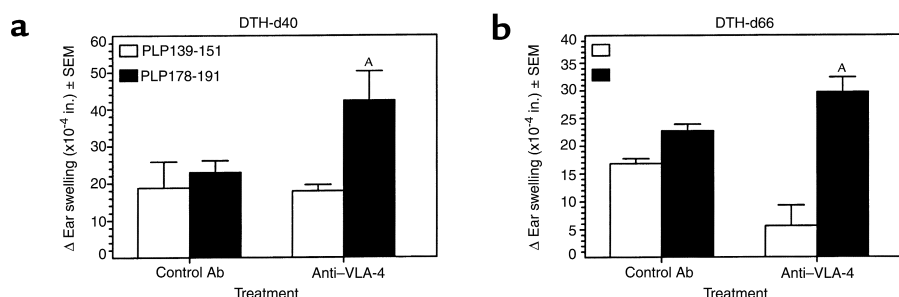 a
DTH-d40
Δ Ear swelling (x10⁻⁴ in.) ± SEM
60
50
40
30
20
10
0
PLP139-151
PLP178-191
A
Control Ab
Anti–VLA-4
Treatment
b
DTH-d66
Δ Ear swelling (x10⁻⁴ in.) ± SEM
40
35
30
25
20
15
10
5
0
A
Control Ab
Anti–VLA-4
Treatment